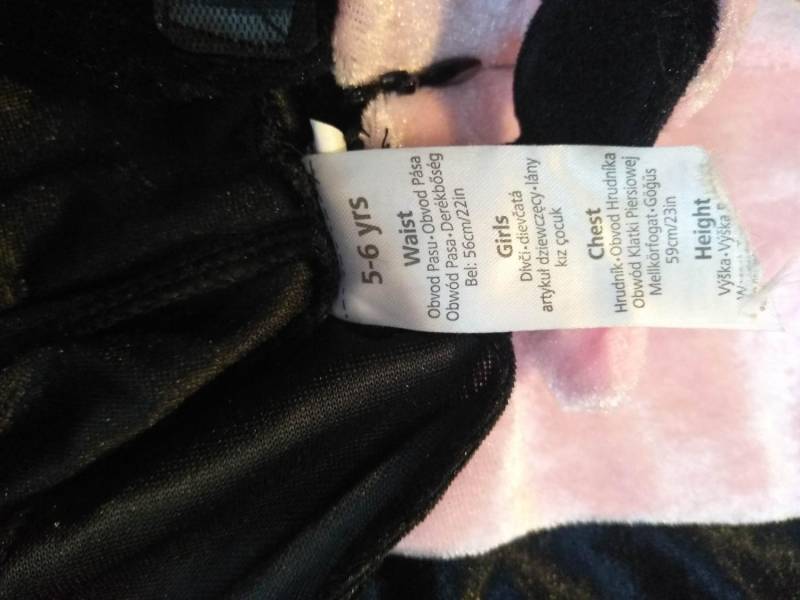 5-6 yrs
Waist
Obvod Pasu•Obvod Pása
Obwód Pasa•Derékbőség
Bel: 56cm/22in
Girls
Dívčí•dievčatá
artykuł dziewczęcy•lány
kız çocuk
Chest
Hrudník•Obvod Hrudníka
Obwód Klatki Piersiowej
Mellkörfogat•Göğüs
59cm/23in
Height
Výška•Výška